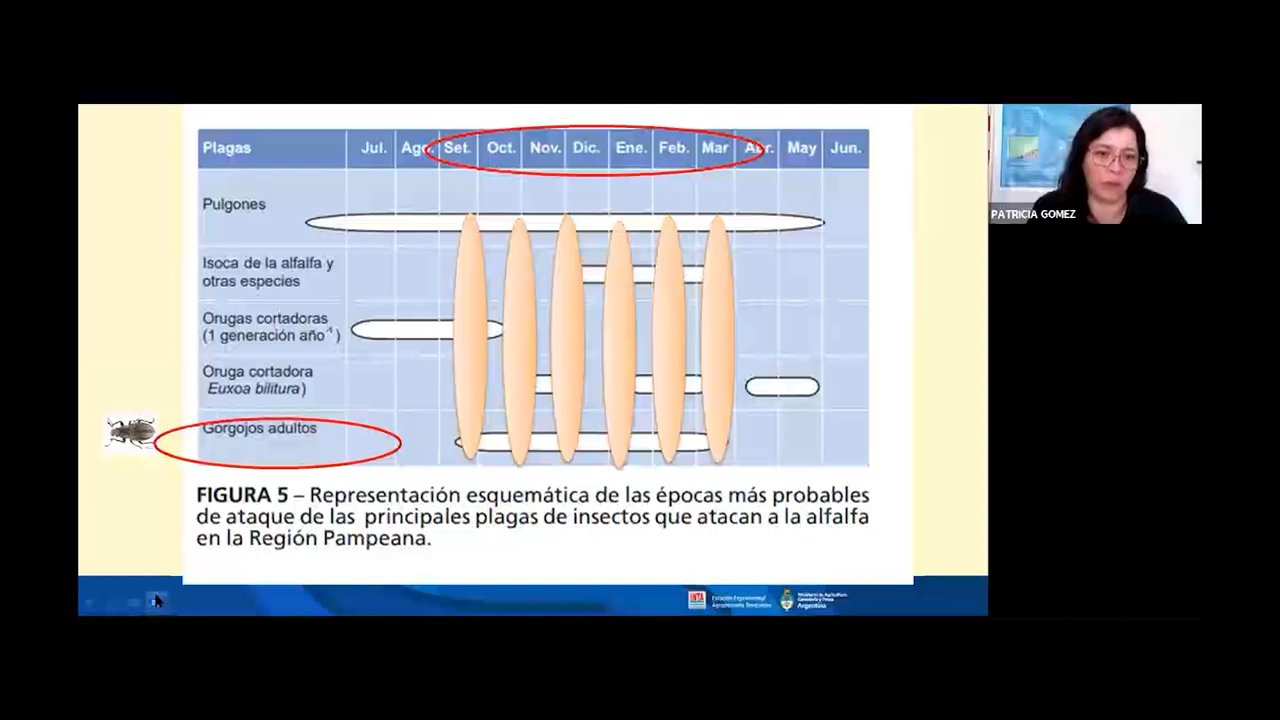 Plagas Jul. Ago. Set. Oct. Nov. Dic. Ene. Feb. Mar Abr. May Jun.
Pulgones
Isoca de la alfalfa y
otras especies
Orugas cortadoras
(1 generación año⁻¹)
Oruga cortadora
Euxoa bilitura)
Gorgojos adultos
FIGURA 5 – Representación esquemática de las épocas más probables
de ataque de las principales plagas de insectos que atacan a la alfalfa
en la Región Pampeana.
PATRICIA GOMEZ
INTA
Argentina